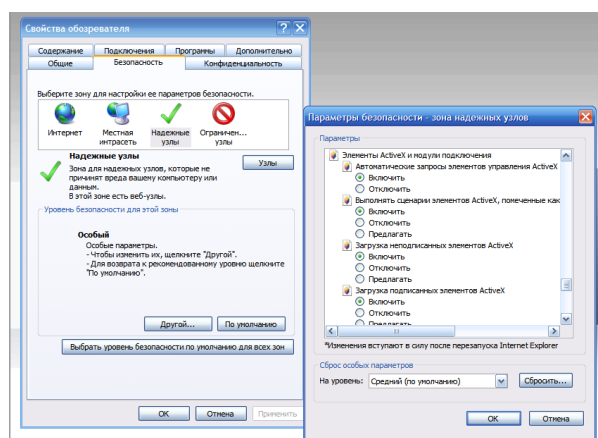 Свойства обозревателя
Содержание Подключения Программы Дополнительно
Общие Безопасность Конфиденциальность
Выберите зону для настройки ее параметров безопасности.
Интернет Местная интрасеть Надежные узлы Ограничен... узлы
Надежные узлы
Узлы
Зона для надежных узлов, которые не
причинят вреда вашему компьютеру или
данным.
В этой зоне есть веб-узлы.
Уровень безопасности для этой зоны
Особый
Особые параметры.
- Чтобы изменить их, щелкните "Другой".
- Для возврата к рекомендованному уровню щелкните
"По умолчанию".
Другой... По умолчанию
Выбрать уровень безопасности по умолчанию для всех зон
ОК Отмена Применить
Параметры безопасности - зона надежных узлов
Параметры
Элементы ActiveX и модули подключения
Автоматические запросы элементов управления ActiveX
Включить
Отключить
Выполнять сценарии элементов ActiveX, помеченные как
Включить
Отключить
Предлагать
Загрузка неподписанных элементов ActiveX
Включить
Отключить
Предлагать
Загрузка подписанных элементов ActiveX
Включить
Отключить
Предлагать
*Изменения вступают в силу после перезапуска Internet Explorer
Сброс особых параметров
На уровень: Средний (по умолчанию) Сбросить...
ОК Отмена